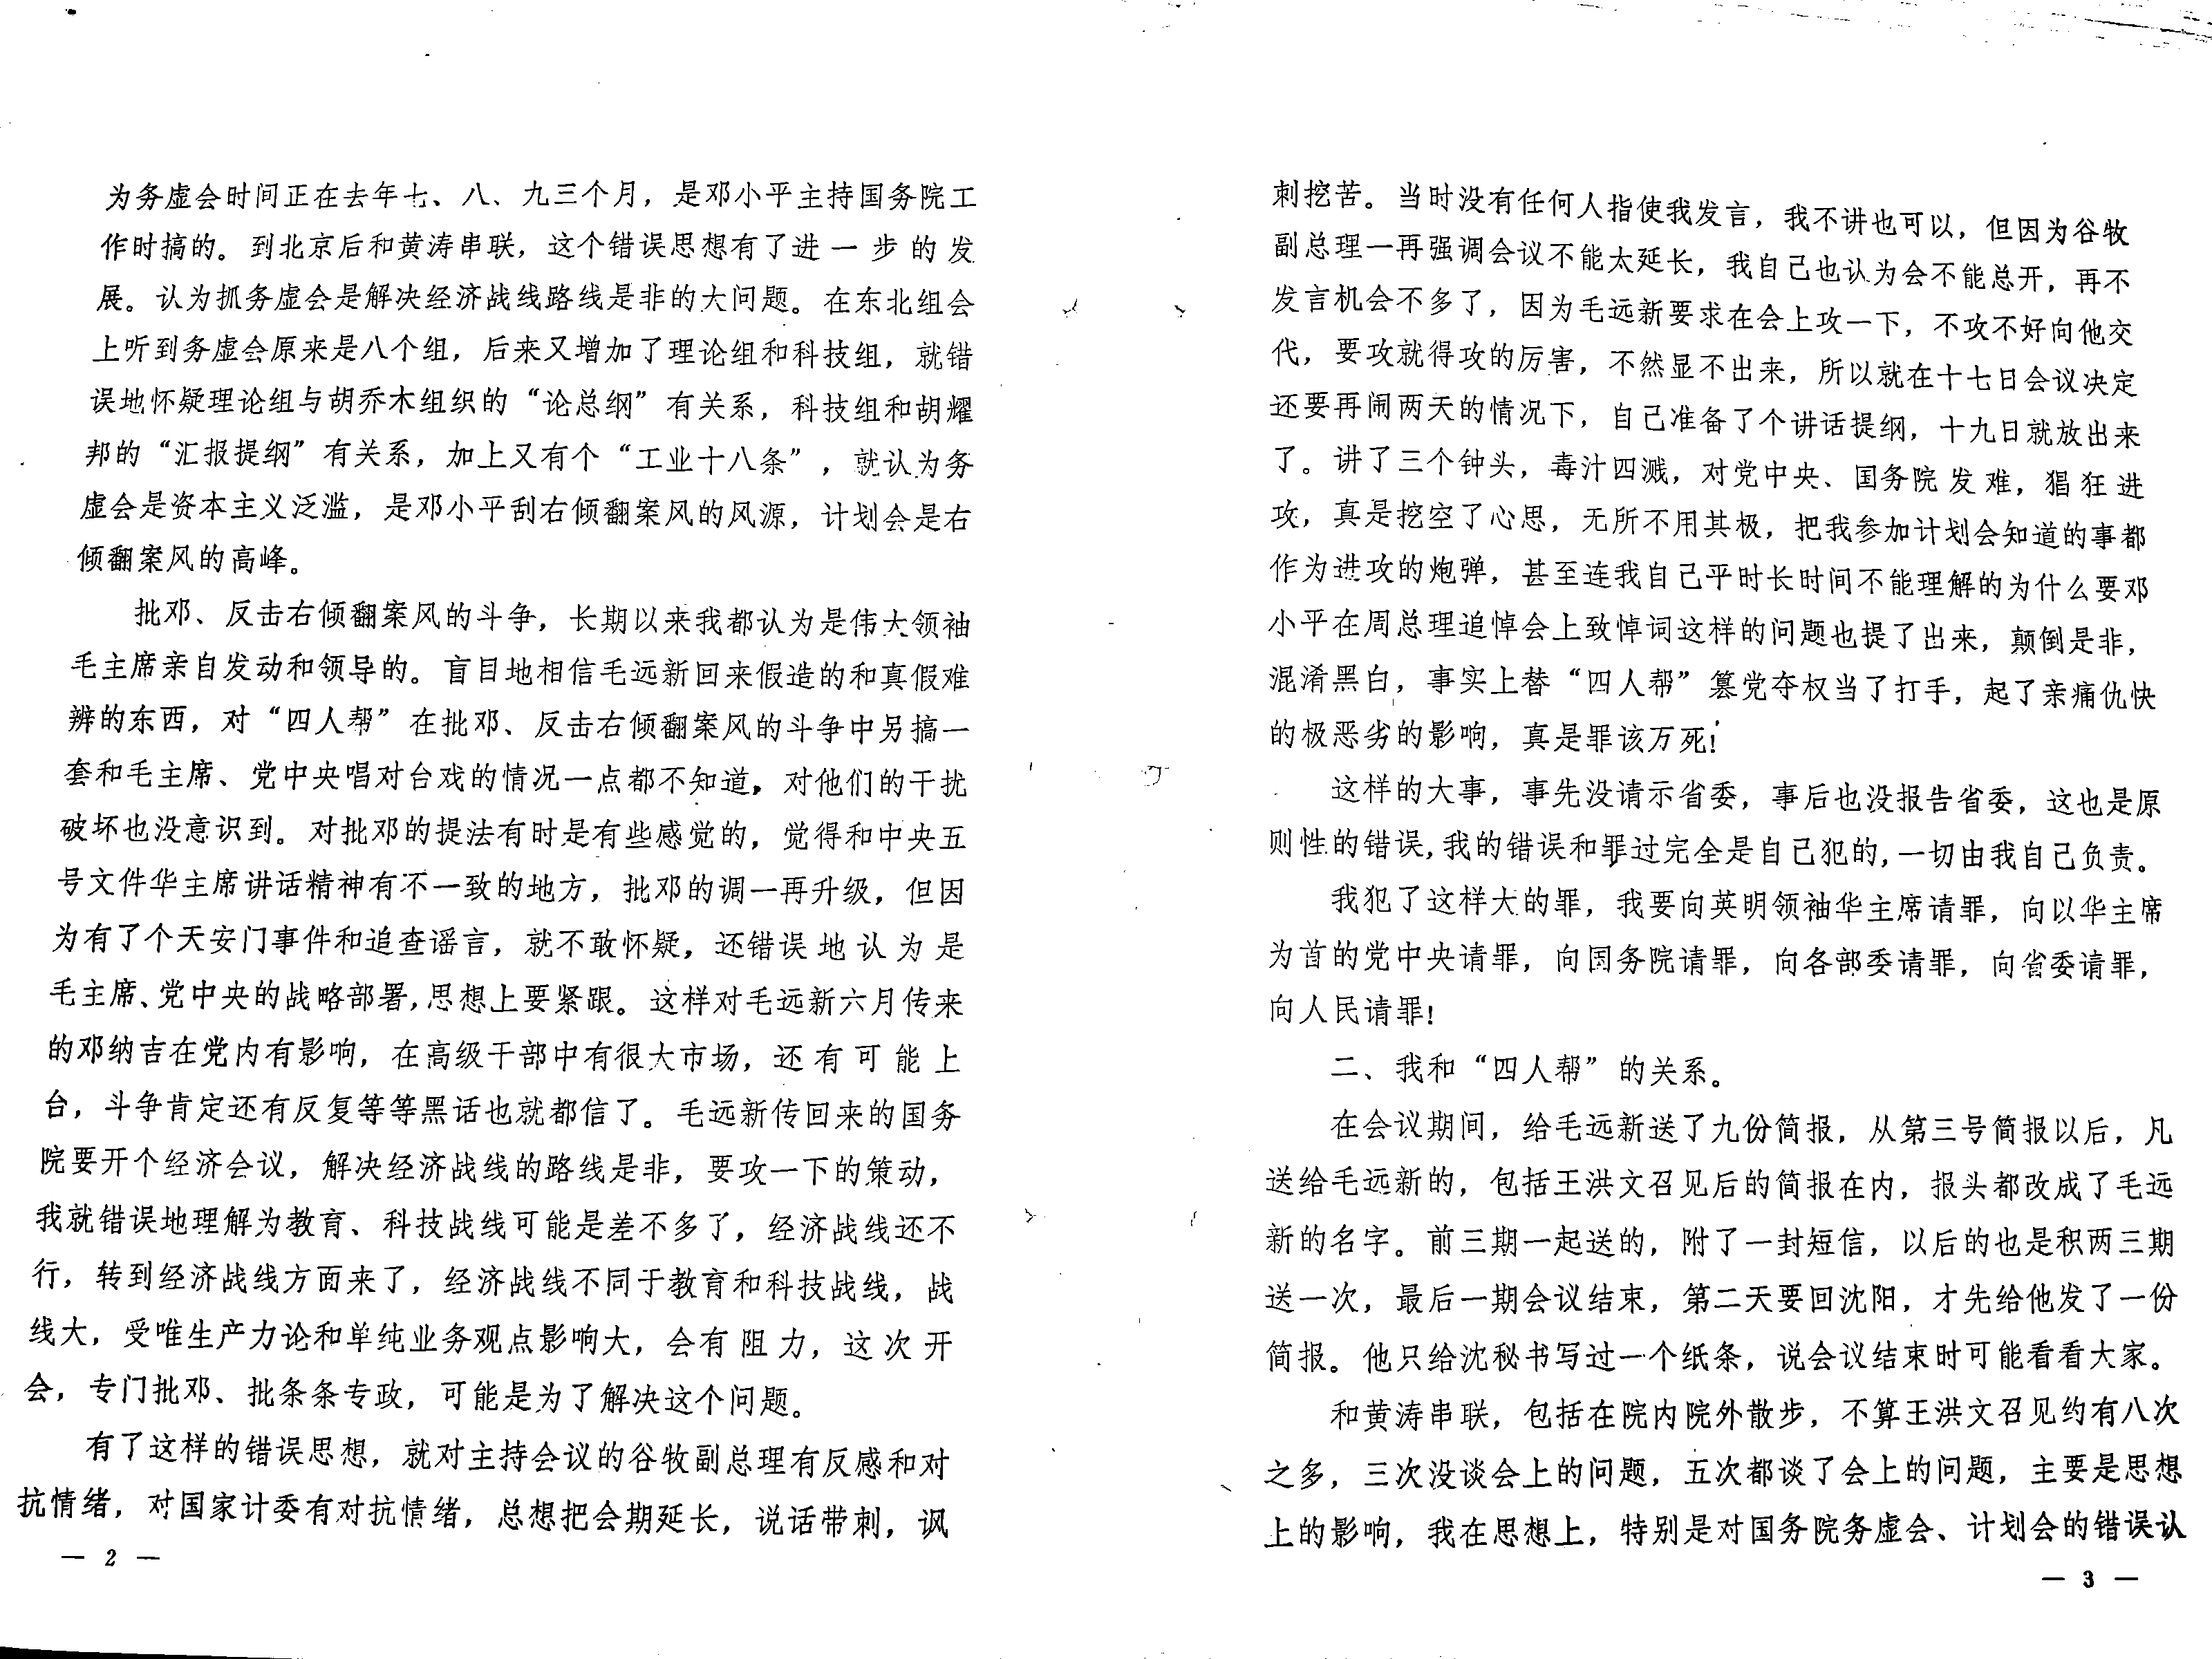 为务虚会时间正在去年七、八、九三个月，是邓小平主持国务院工
作时搞的。到北京后和黄涛串联，这个错误思想有了进一步的发
展。认为抓务虚会是解决经济战线路线是非的大问题。在东北组会
上听到务虚会原来是八个组，后来又增加了理论组和科技组，就错
误地怀疑理论组与胡乔木组织的“论总纲”有关系，科技组和胡耀
邦的“汇报提纲”有关系，加上又有个“工业十八条”，就认为务
虚会是资本主义泛滥，是邓小平刮右倾翻案风的风源，计划会是右
倾翻案风的高峰。
批邓、反击右倾翻案风的斗争，长期以来我都认为是伟大领袖
毛主席亲自发动和领导的。盲目地相信毛远新回来假造的和真假难
辨的东西，对“四人帮”在批邓、反击右倾翻案风的斗争中另搞一
套和毛主席、党中央唱对台戏的情况一点都不知道，对他们的干扰
破坏也没意识到。对批邓的提法有时是有些感觉的，觉得和中央五
号文件华主席讲话精神有不一致的地方，批邓的调一再升级，但因
为有了个天安门事件和追查谣言，就不敢怀疑，还错误地认为是
毛主席、党中央的战略部署，思想上要紧跟。这样对毛远新六月传来
的邓纳吉在党内有影响，在高级干部中有很大市场，还有可能上
台，斗争肯定还有反复等等黑话也就都信了。毛远新传回来的国务
院要开个经济会议，解决经济战线的路线是非，要攻一下的策动，
我就错误地理解为教育、科技战线可能是差不多了，经济战线还不
行，转到经济战线方面来了，经济战线不同于教育和科技战线，战
线大，受唯生产力论和单纯业务观点影响大，会有阻力，这次开
会，专门批邓、批条条专政，可能是为了解决这个问题。
有了这样的错误思想，就对主持会议的谷牧副总理有反感和对
抗情绪，对国家计委有对抗情绪，总想把会期延长，说话带刺，讽
— 2 —
刺挖苦。当时没有任何人指使我发言，我不讲也可以，但因为谷牧
副总理一再强调会议不能太延长，我自己也认为会不能总开，再不
发言机会不多了，因为毛远新要求在会上攻一下，不攻不好向他交
代，要攻就得攻的厉害，不然显不出来，所以就在十七日会议决定
还要再闹两天的情况下，自己准备了个讲话提纲，十九日就放出来
了。讲了三个钟头，毒汁四溅，对党中央、国务院发难，猖狂进
攻，真是挖空了心思，无所不用其极，把我参加计划会知道的事都
作为进攻的炮弹，甚至连我自己平时长时间不能理解的为什么要邓
小平在周总理追悼会上致悼词这样的问题也提了出来，颠倒是非，
混淆黑白，事实上替“四人帮”篡党夺权当了打手，起了亲痛仇快
的极恶劣的影响，真是罪该万死！
这样的大事，事先没请示省委，事后也没报告省委，这也是原
则性的错误，我的错误和罪过完全是自己犯的，一切由我自己负责。
我犯了这样大的罪，我要向英明领袖华主席请罪，向以华主席
为首的党中央请罪，向国务院请罪，向各部委请罪，向省委请罪，
向人民请罪！
二、我和“四人帮”的关系。
在会议期间，给毛远新送了九份简报，从第三号简报以后，凡
送给毛远新的，包括王洪文召见后的简报在内，报头都改成了毛远
新的名字。前三期一起送的，附了一封短信，以后的也是积两三期
送一次，最后一期会议结束，第二天要回沈阳，才先给他发了一份
简报。他只给沈秘书写过一个纸条，说会议结束时可能看看大家。
和黄涛串联，包括在院内院外散步，不算王洪文召见约有八次
之多，三次没谈会上的问题，五次都谈了会上的问题，主要是思想
上的影响，我在思想上，特别是对国务院务虚会、计划会的错误认
— 3 —